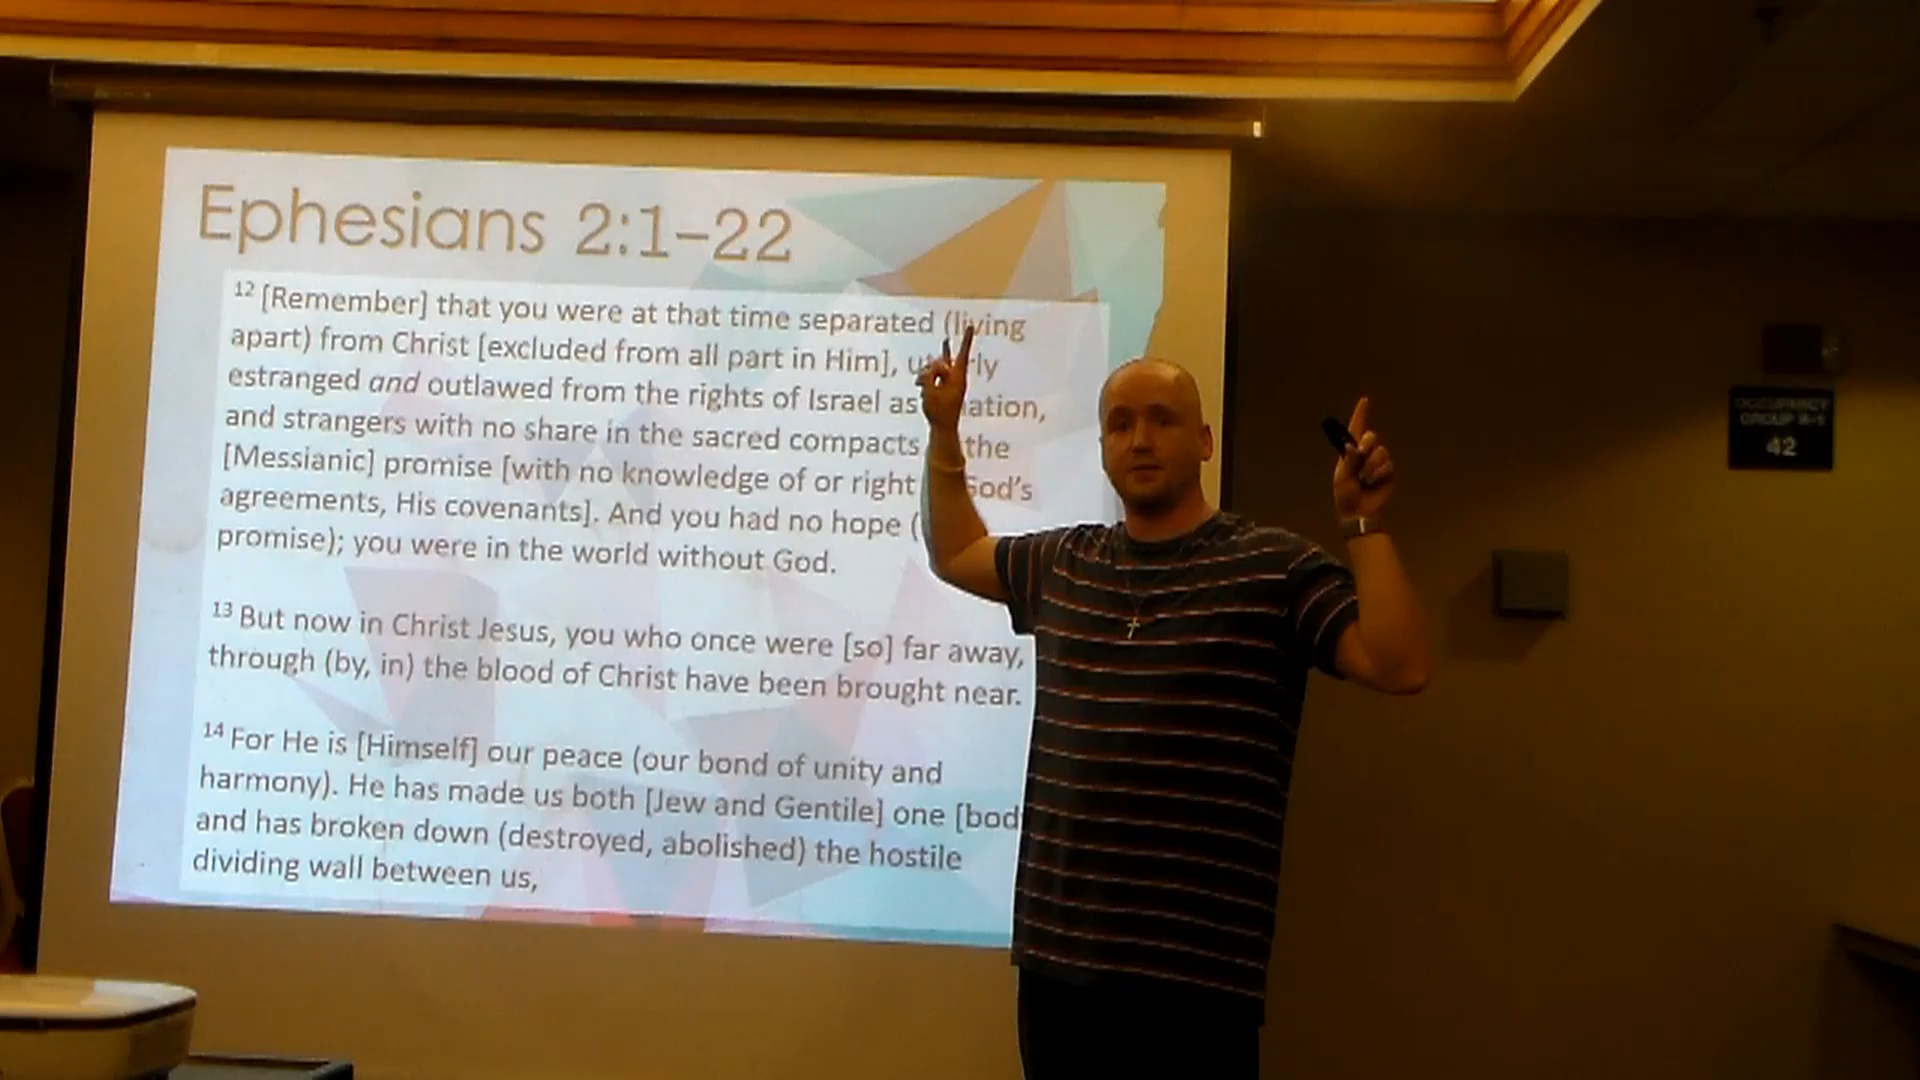 Ephesians 2:1–22
12 [Remember] that you were at that time separated (living
apart) from Christ [excluded from all part in Him],
estranged and outlawed from the rights of Israel as
and strangers with no share in the sacred compacts the
[Messianic] promise [with no knowledge of or right God's
agreements, His covenants]. And you had no hope (
promise); you were in the world without God.
13 But now in Christ Jesus, you who once were [so] far away,
through (by, in) the blood of Christ have been brought near.
14 For He is [Himself] our peace (our bond of unity and
harmony). He has made us both [Jew and Gentile] one
and has broken down (destroyed, abolished) the hostile
dividing wall between us,
OCCUPANCY
GROUP
42